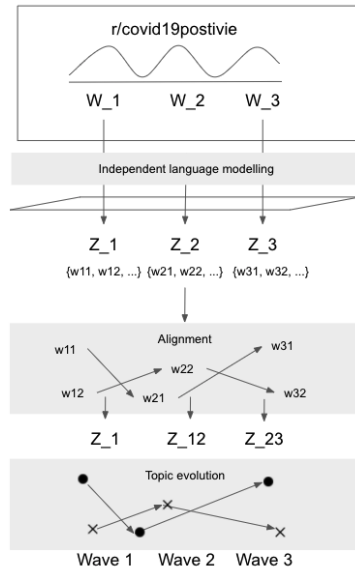 r/covid19postivie
W_1 W_2 W_3
Independent language modelling
Z_1 Z_2 Z_3
{w11, w12, ...} {w21, w22, ...} {w31, w32, ...}
Alignment
w11 w31
w22
w12 w21 w32
Z_1 Z_12 Z_23
Topic evolution
Wave 1 Wave 2 Wave 3